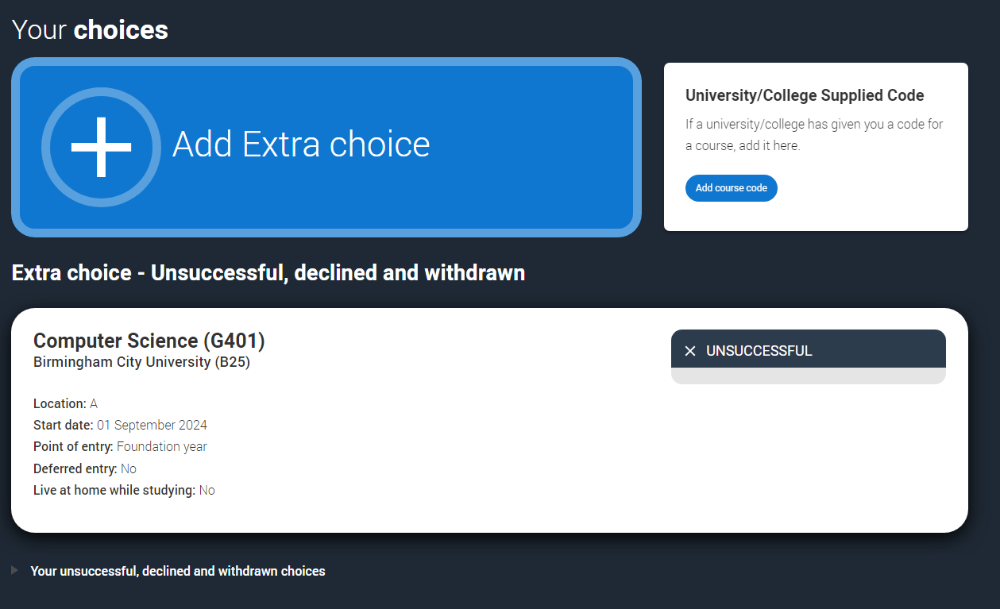 Your choices
Add Extra choice
University/College Supplied Code
If a university/college has given you a code for
a course, add it here.
Add course code
Extra choice - Unsuccessful, declined and withdrawn
Computer Science (G401)
Birmingham City University (B25)
UNSUCCESSFUL
Location: A
Start date: 01 September 2024
Point of entry: Foundation year
Deferred entry: No
Live at home while studying: No
Your unsuccessful, declined and withdrawn choices